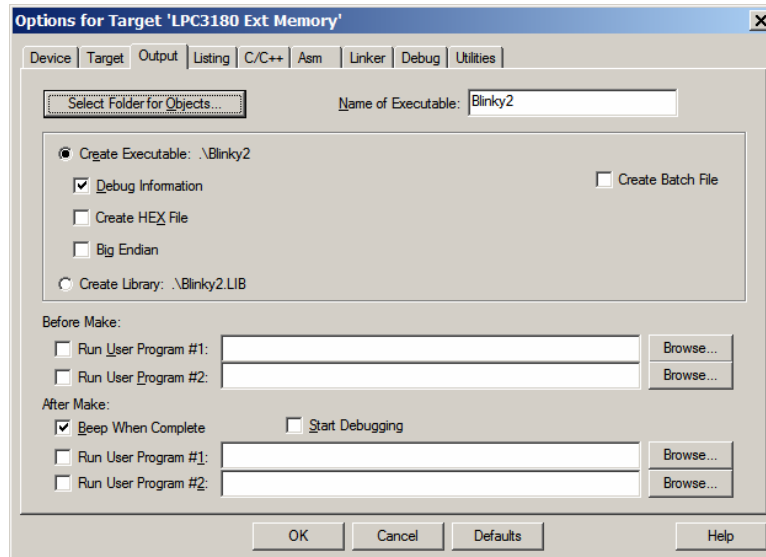 Options for Target 'LPC3180 Ext Memory'
Device Target Output Listing C/C++ Asm Linker Debug Utilities
Select Folder for Objects... Name of Executable: Blinky2
Create Executable: .\Blinky2
Debug Information Create Batch File
Create HEX File
Big Endian
Create Library: .\Blinky2.LIB
Before Make:
Run User Program #1: Browse...
Run User Program #2: Browse...
After Make:
Beep When Complete Start Debugging
Run User Program #1: Browse...
Run User Program #2: Browse...
OK Cancel Defaults Help